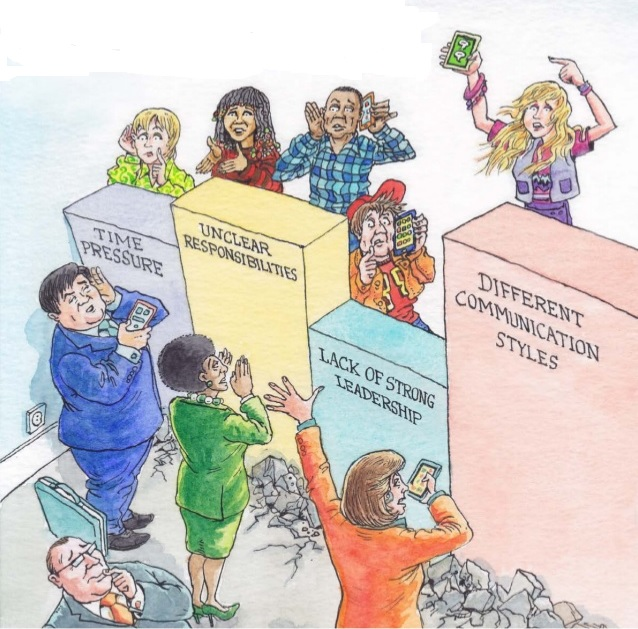 TIME
PRESSURE
UNCLEAR
RESPONSIBILITIES
LACK OF STRONG
LEADERSHIP
DIFFERENT
COMMUNICATION
STYLES